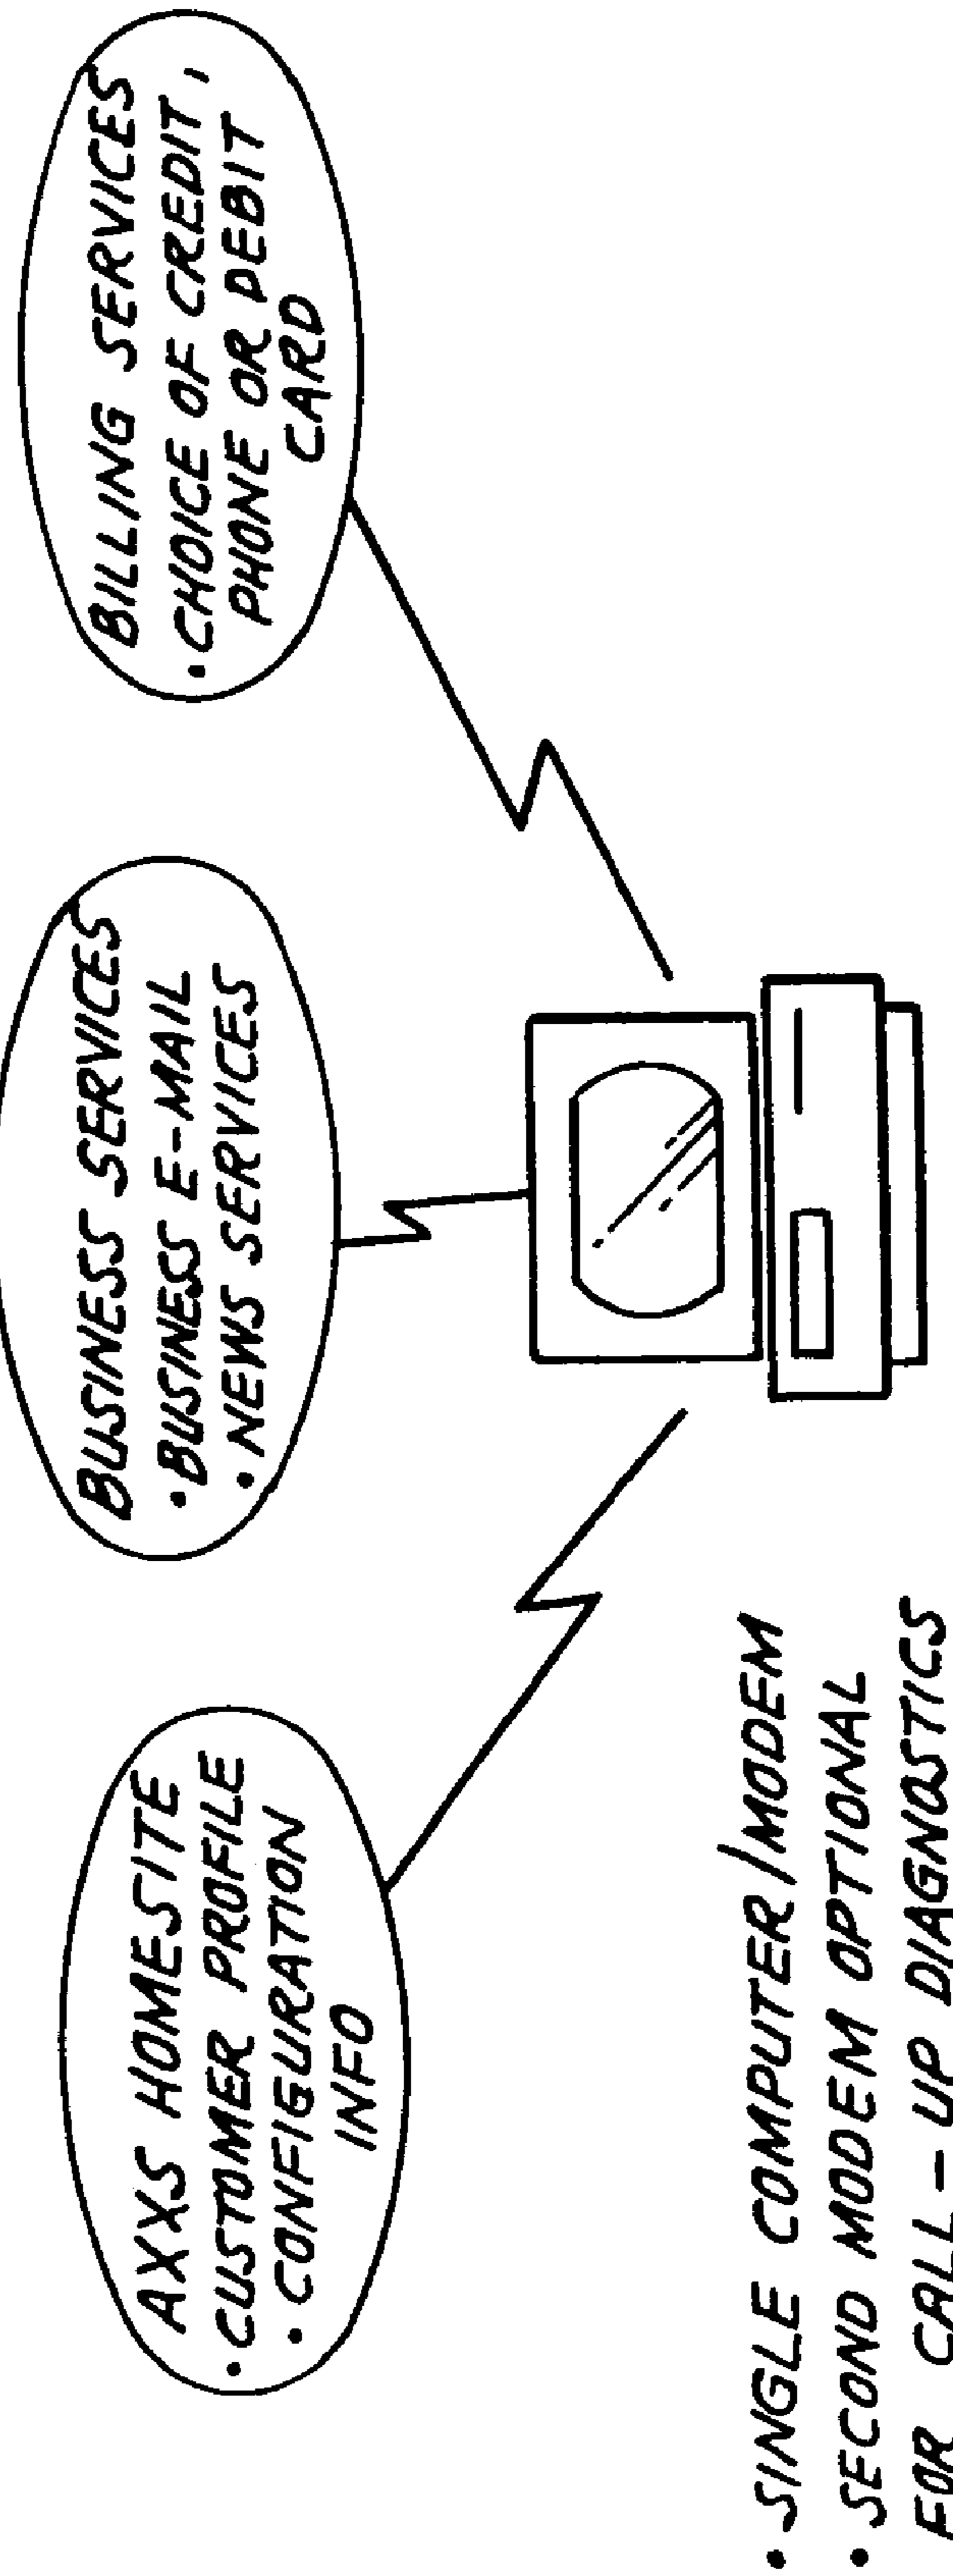 AXXS HOMESITE
• CUSTOMER PROFILE
• CONFIGURATION
INFO
BUSINESS SERVICES
• BUSINESS E-MAIL
• NEWS SERVICES
BILLING SERVICES
• CHOICE OF CREDIT,
PHONE OR DEBIT
CARD
• SINGLE COMPUTER/MODEM
• SECOND MODEM OPTIONAL
FOR CALL-UP DIAGNOSTICS